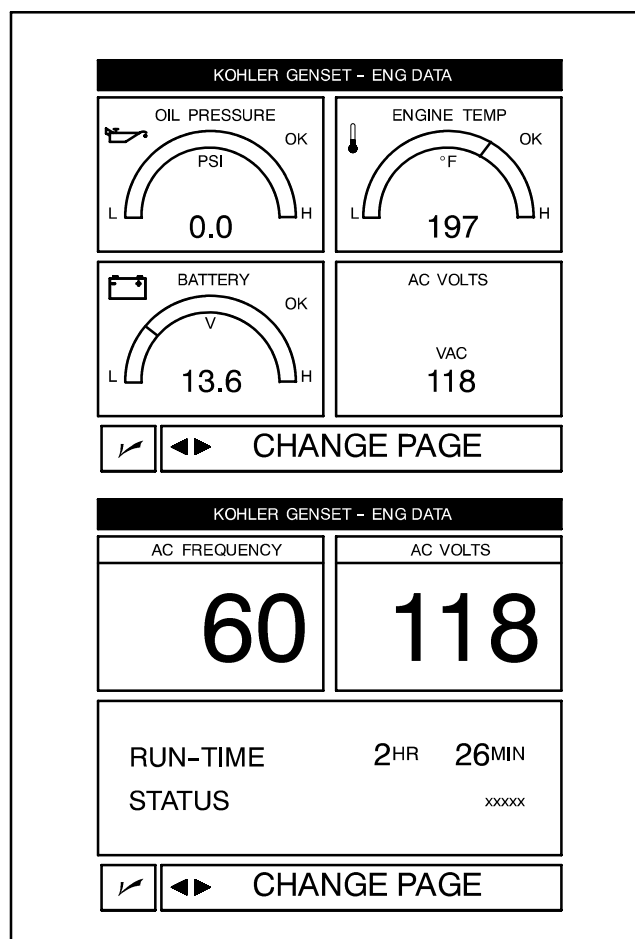 KOHLER GENSET – ENG DATA
OIL PRESSURE
OK
PSI
L
H
0.0
ENGINE TEMP
OK
°F
L
H
197
BATTERY
OK
V
L
H
13.6
AC VOLTS
VAC
118
◀▶ CHANGE PAGE
KOHLER GENSET – ENG DATA
AC FREQUENCY
60
AC VOLTS
118
RUN–TIME 2HR 26MIN
STATUS xxxxx
◀▶ CHANGE PAGE